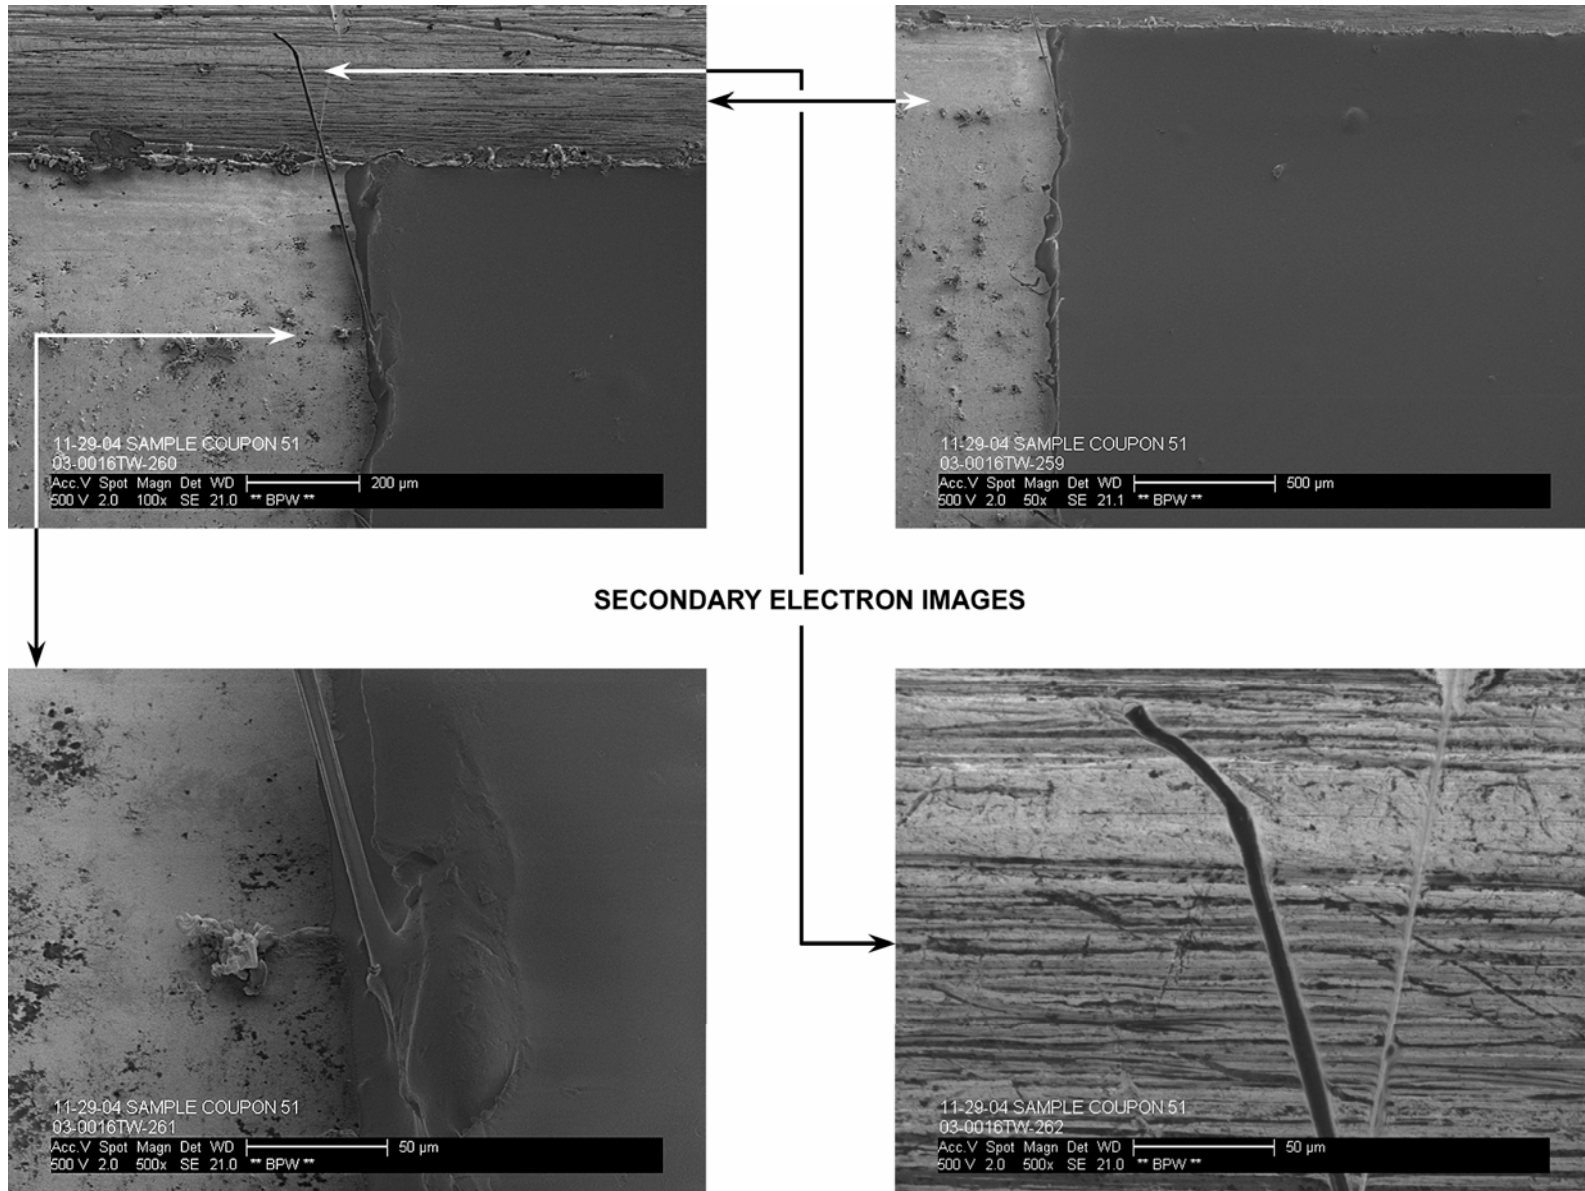 11-29-04 SAMPLE COUPON 51
03-0016TW-260
Acc.V Spot Magn Det WD 200 µm
500 V 2.0 100x SE 21.0 ** BPW **
11-29-04 SAMPLE COUPON 51
03-0016TW-259
Acc.V Spot Magn Det WD 500 µm
500 V 2.0 50x SE 21.1 ** BPW **
SECONDARY ELECTRON IMAGES
11-29-04 SAMPLE COUPON 51
03-0016TW-261
Acc.V Spot Magn Det WD 50 µm
500 V 2.0 500x SE 21.0 ** BPW **
11-29-04 SAMPLE COUPON 51
03-0016TW-262
Acc.V Spot Magn Det WD 50 µm
500 V 2.0 500x SE 21.0 ** BPW **